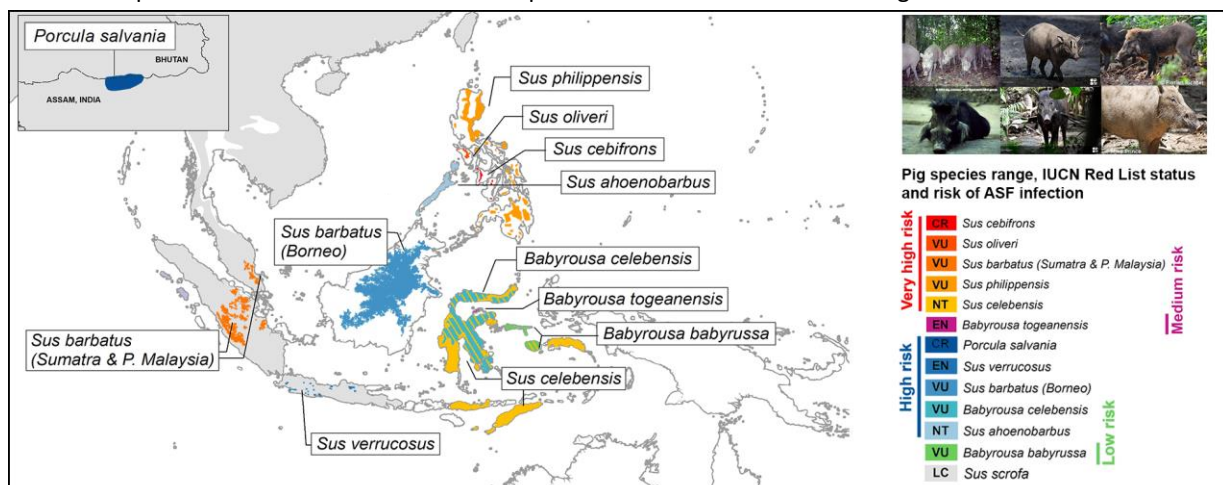 Porcula salvania
BHUTAN
ASSAM, INDIA
Sus philippensis
Sus oliveri
Sus cebifrons
Sus ahoenobarbus
Sus barbatus
(Borneo)
Babyrousa celebensis
Babyrousa togeanensis
Babyrousa babyrussa
Sus barbatus
(Sumatra & P. Malaysia)
Sus celebensis
Sus verrucosus
Pig species range, IUCN Red List status
and risk of ASF infection
Very high risk
CR Sus cebifrons
VU Sus oliveri
VU Sus barbatus (Sumatra & P. Malaysia)
VU Sus philippensis
NT Sus celebensis
Medium risk
EN Babyrousa togeanensis
High risk
CR Porcula salvania
EN Sus verrucosus
VU Sus barbatus (Borneo)
VU Babyrousa celebensis
NT Sus ahoenobarbus
Low risk
VU Babyrousa babyrussa
LC Sus scrofa